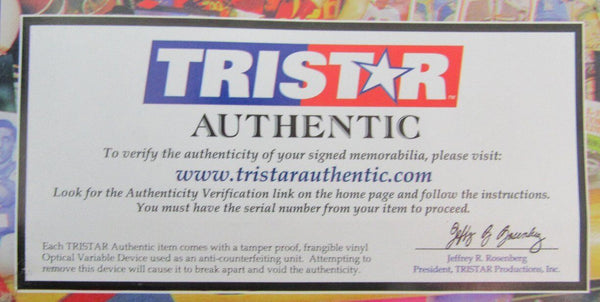 TRISTAR™
AUTHENTIC
To verify the authenticity of your signed memorabilia, please visit:
www.tristarauthentic.com
Look for the Authenticity Verification link on the home page and follow the instructions.
You must have the serial number from your item to proceed.
Jeffrey R. Rosenberg
Each TRISTAR Authentic item comes with a tamper proof, frangible vinyl
Optical Variable Device used as an anti-counterfeiting unit. Attempting to
remove this device will cause it to break apart and void the authenticity.
Jeffrey R. Rosenberg
President, TRISTAR Productions, Inc.